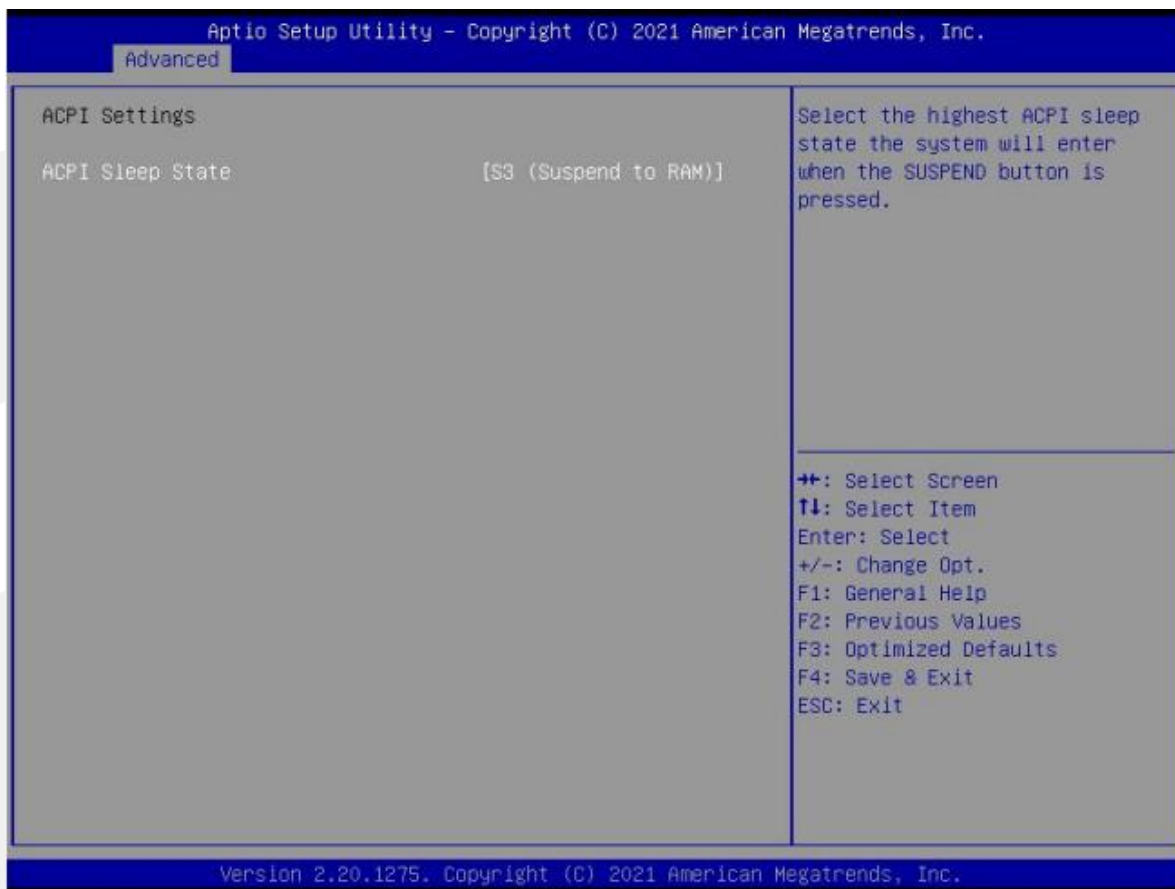 Aptio Setup Utility – Copyright (C) 2021 American Megatrends, Inc.
Advanced
ACPI Settings
ACPI Sleep State [S3 (Suspend to RAM)]
Select the highest ACPI sleep
state the system will enter
when the SUSPEND button is
pressed.
→←: Select Screen
↑↓: Select Item
Enter: Select
+/-: Change Opt.
F1: General Help
F2: Previous Values
F3: Optimized Defaults
F4: Save & Exit
ESC: Exit
Version 2.20.1275. Copyright (C) 2021 American Megatrends, Inc.